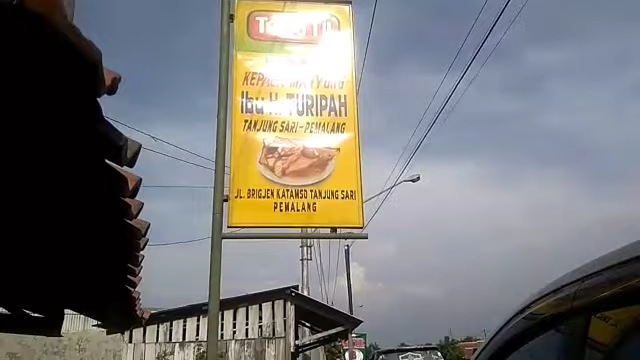 KEPALA MANYUNG
Ibu H. TURIPAH
TANJUNG SARI-PEMALANG
JL. BRIGJEN KATAMSO TANJUNG SARI
PEMALANG